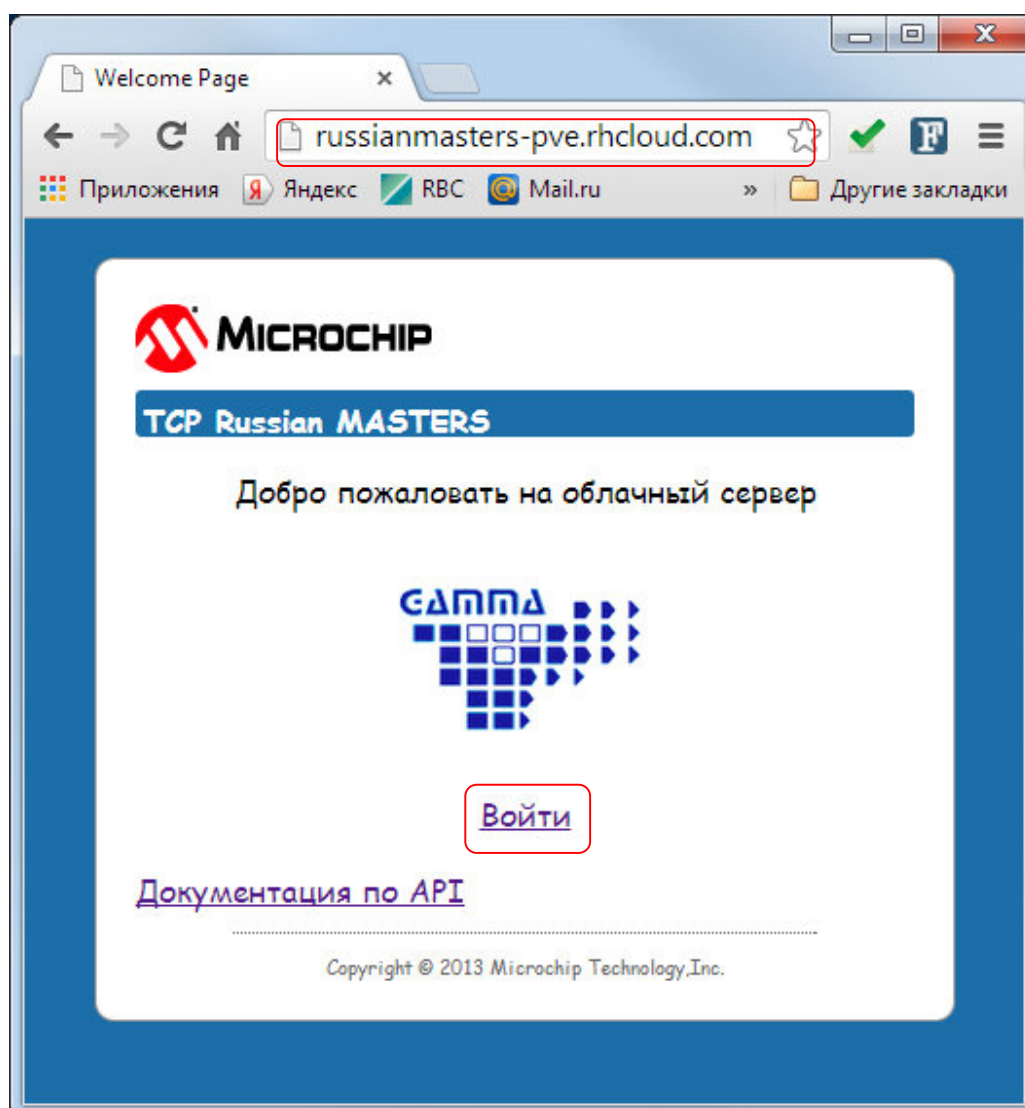 Welcome Page
russianmasters-pve.rhcloud.com
Приложения Яндекс RBC Mail.ru » Другие закладки
MICROCHIP
TCP Russian MASTERS
Добро пожаловать на облачный сервер
GAMMA
Войти
Документация по API
Copyright © 2013 Microchip Technology,Inc.